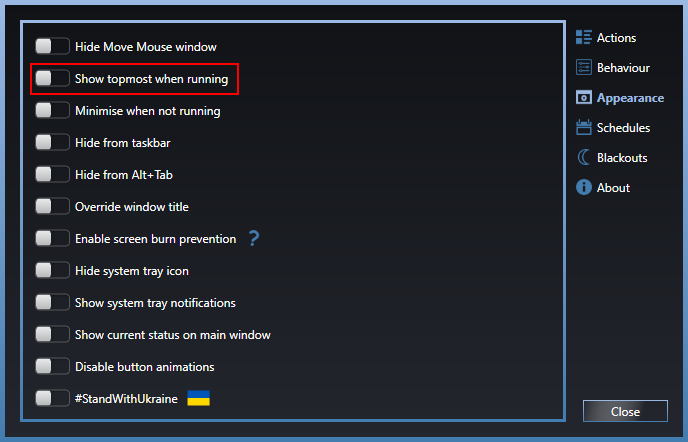 Hide Move Mouse window
Show topmost when running
Minimise when not running
Hide from taskbar
Hide from Alt+Tab
Override window title
Enable screen burn prevention ?
Hide system tray icon
Show system tray notifications
Show current status on main window
Disable button animations
#StandWithUkraine
Actions
Behaviour
Appearance
Schedules
Blackouts
About
Close